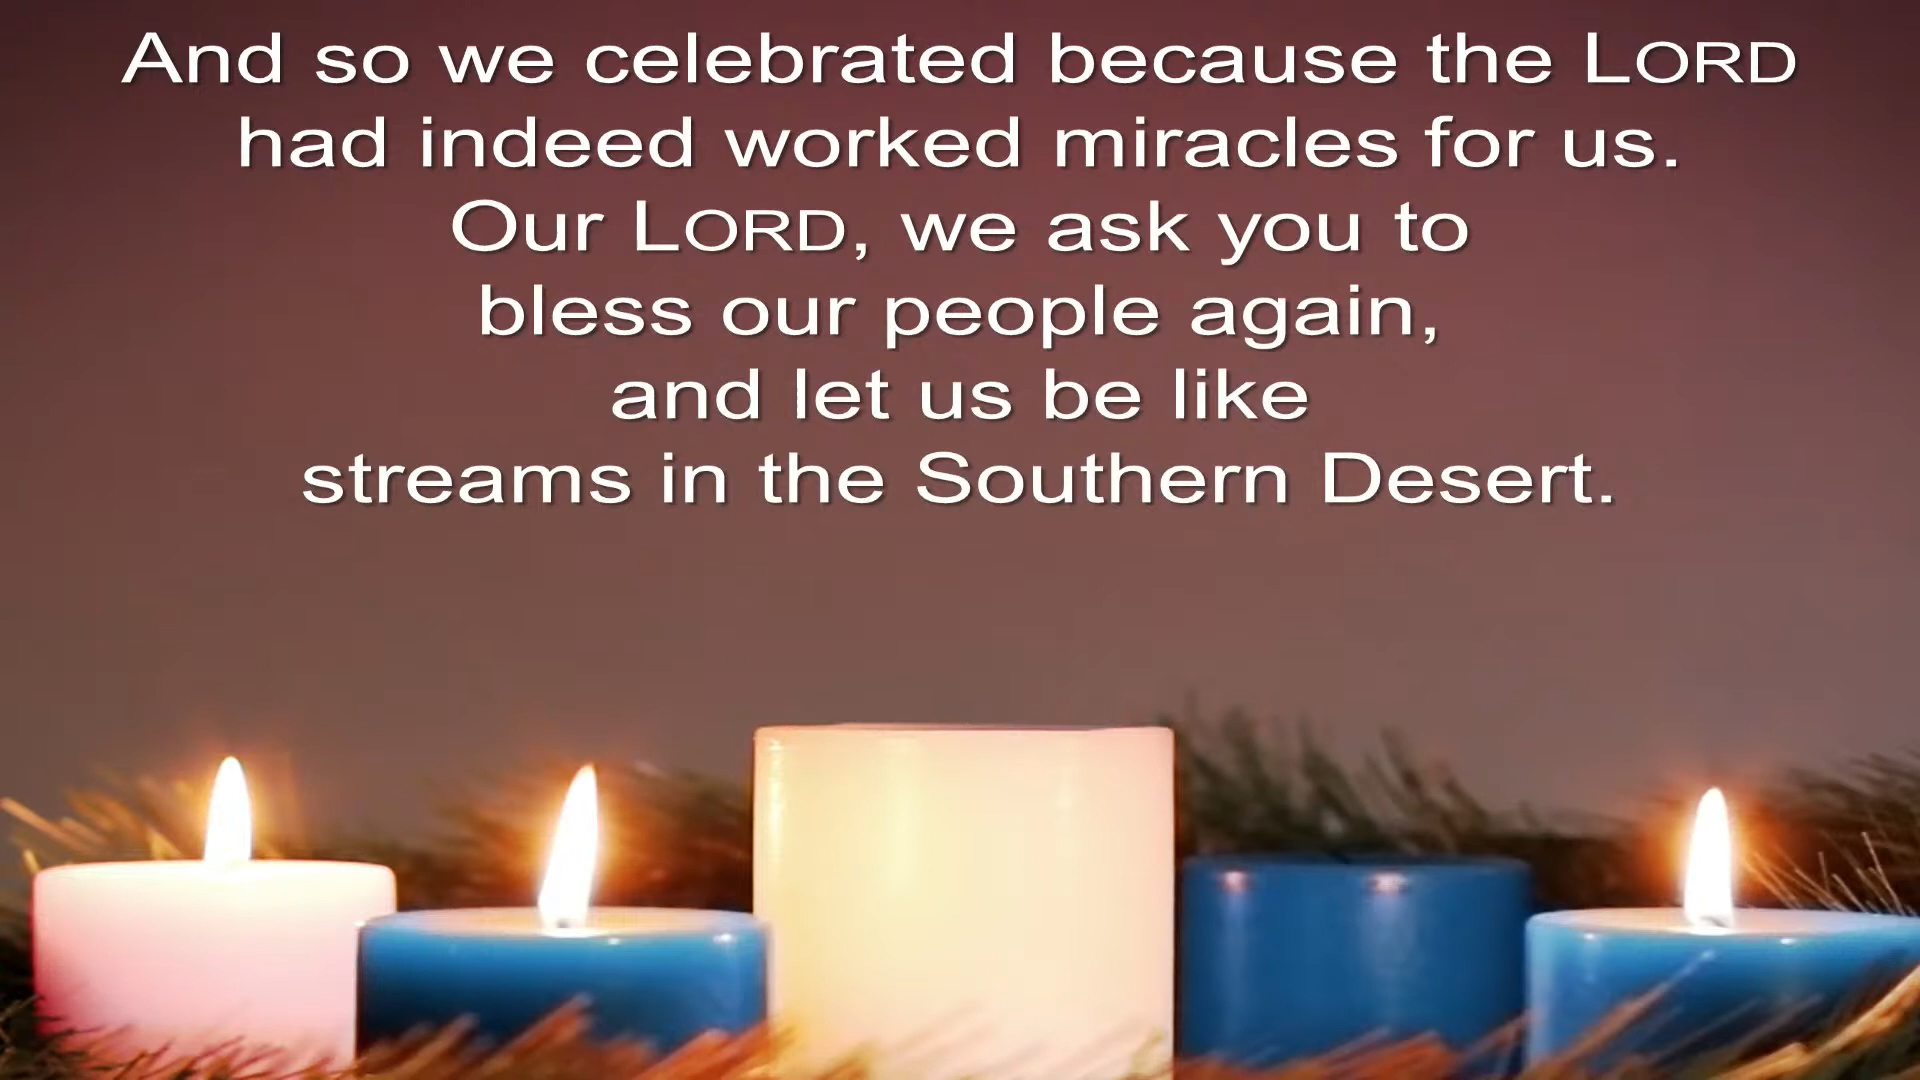 And so we celebrated because the LORD
had indeed worked miracles for us.
Our LORD, we ask you to
bless our people again,
and let us be like
streams in the Southern Desert.